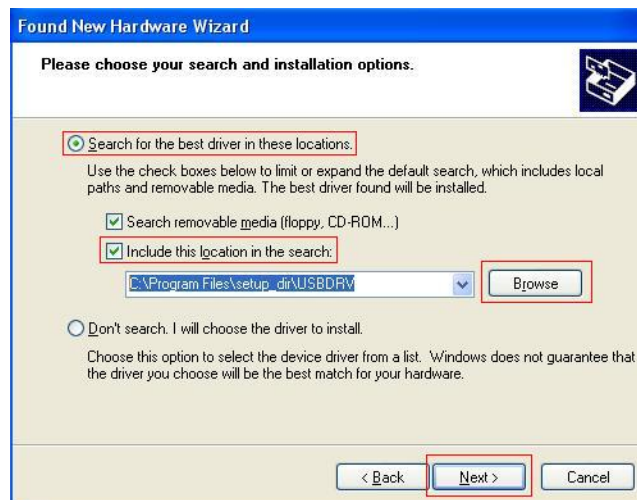 Found New Hardware Wizard
Please choose your search and installation options.
Search for the best driver in these locations.
Use the check boxes below to limit or expand the default search, which includes local
paths and removable media. The best driver found will be installed.
Search removable media (floppy, CD-ROM...)
Include this location in the search:
C:\Program Files\setup_dir\USBDRV
Browse
Don't search. I will choose the driver to install.
Choose this option to select the device driver from a list. Windows does not guarantee that
the driver you choose will be the best match for your hardware.
< Back
Next >
Cancel